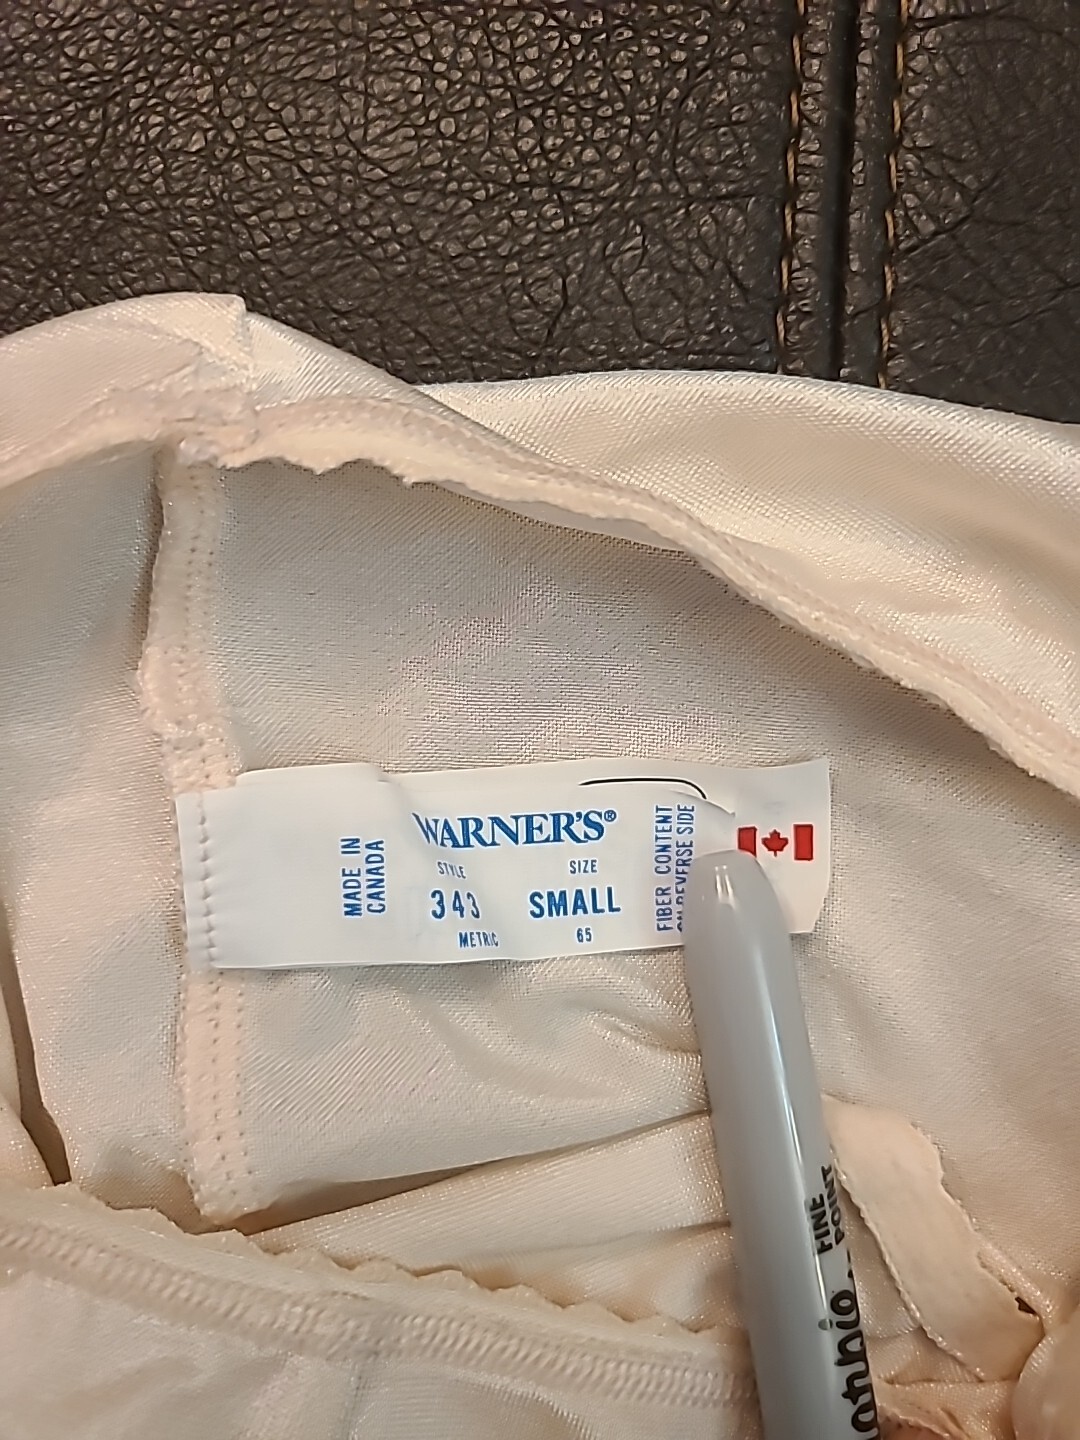 MADE IN
CANADA
WARNER'S®
STYLE SIZE
343 SMALL
METRIC 65
FIBER CONTENT
ON REVERSE SIDE
FINE
POINT